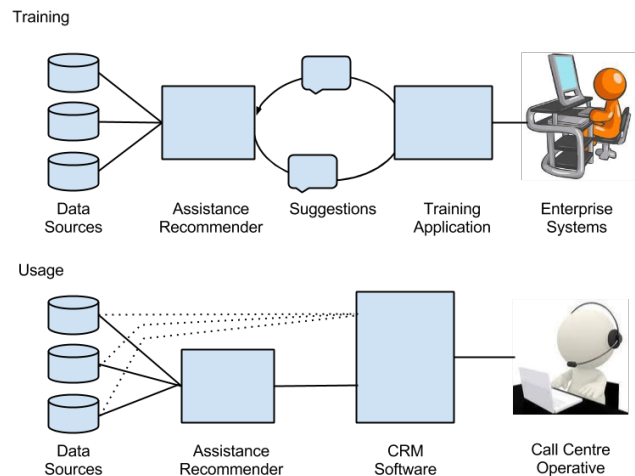 Training
Data
Sources
Assistance
Recommender
Suggestions
Training
Application
Enterprise
Systems
Usage
Data
Sources
Assistance
Recommender
CRM
Software
Call Centre
Operative